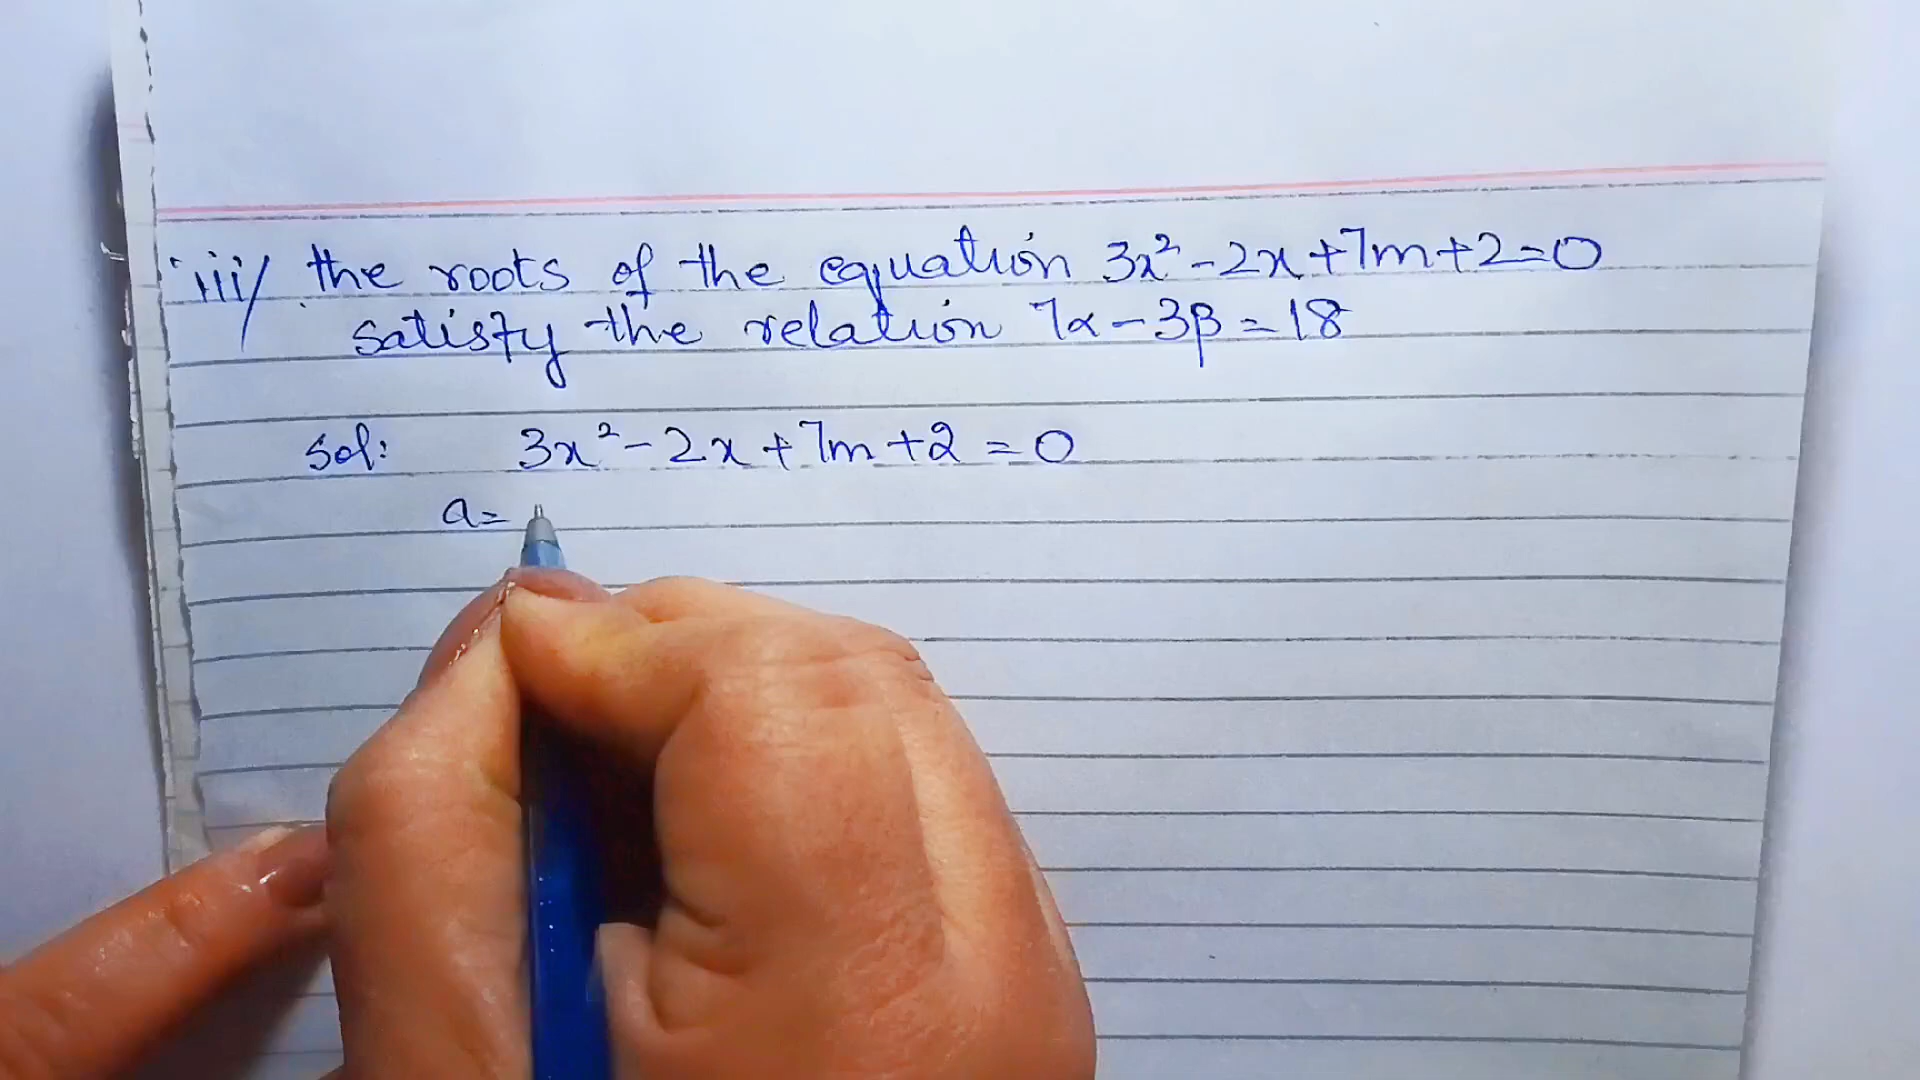 iii/ the roots of the equation 3x² - 2x + 7m + 2 = 0
satisfy the relation 7α - 3β = 18
sol: 3x² - 2x + 7m + 2 = 0
a =